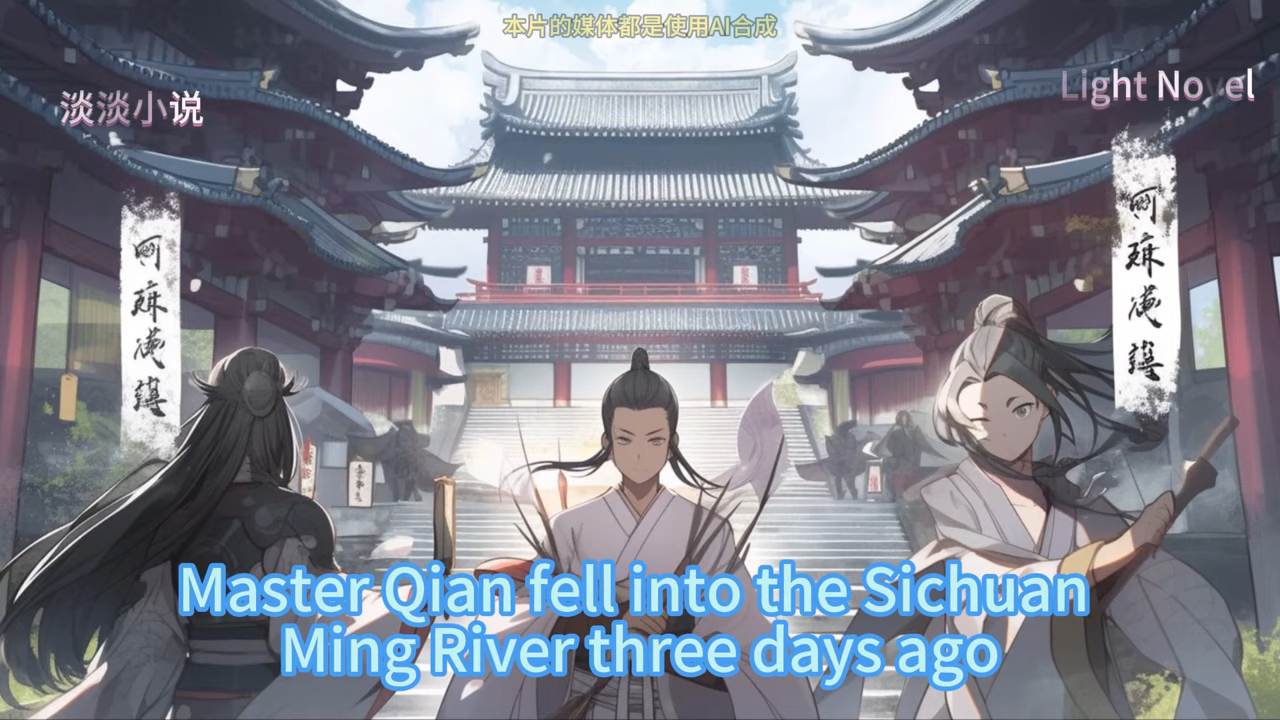 本片的媒体都是使用AI合成
淡淡小说
Light Novel
Master Qian fell into the Sichuan
Ming River three days ago